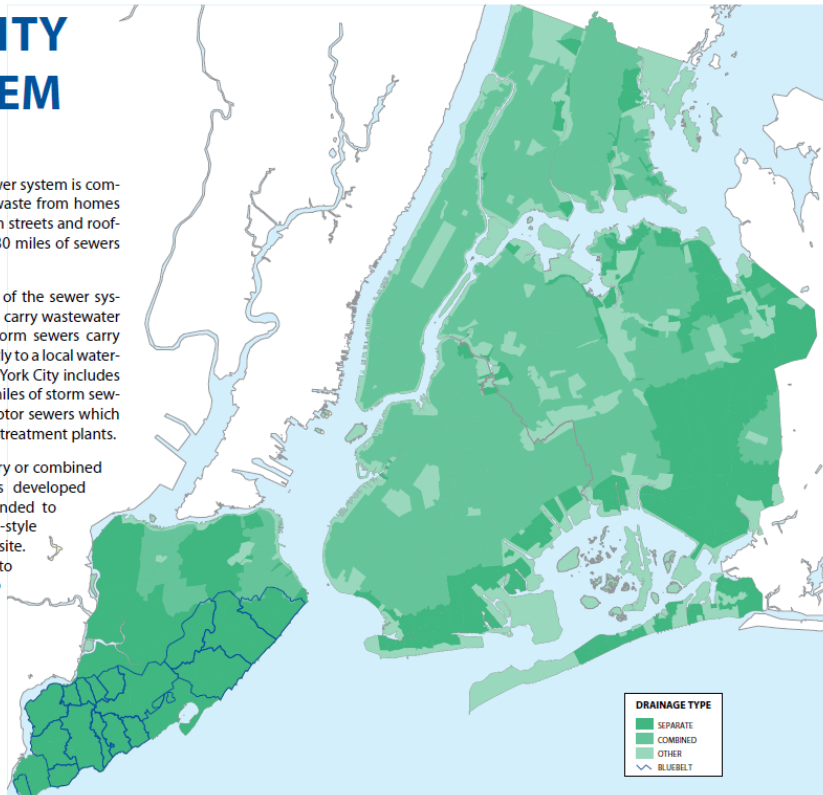 ITY
EM
er system is com-
waste from homes
streets and roof-
30 miles of sewers
of the sewer sys-
carry wastewater
orm sewers carry
ly to a local water-
York City includes
miles of storm sew-
otor sewers which
treatment plants.
ry or combined
s developed
nded to
-style
site.
to
DRAINAGE TYPE
SEPARATE
COMBINED
OTHER
BLUEBELT